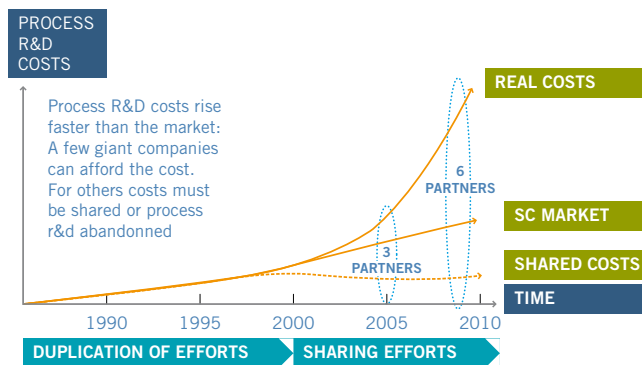 PROCESS
R&D
COSTS
Process R&D costs rise
faster than the market:
A few giant companies
can afford the cost.
For others costs must
be shared or process
r&d abandonned
REAL COSTS
6
PARTNERS
SC MARKET
3
PARTNERS
SHARED COSTS
TIME
1990
1995
2000
2005
2010
DUPLICATION OF EFFORTS
SHARING EFFORTS